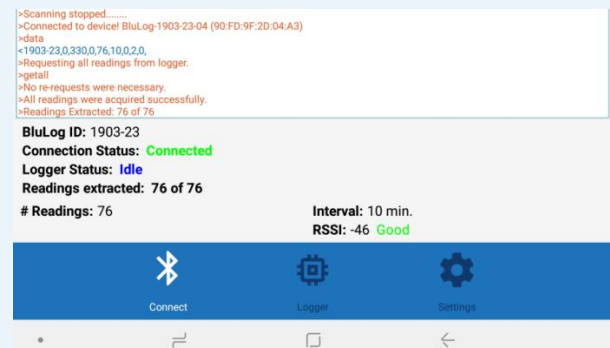 >Scanning stopped........
>Connected to device! BluLog-1903-23-04 (90:FD:9F:2D:04:A3)
>data
<1903-23,0,330,0,76,10,0,2,0,
>Requesting all readings from logger.
>getall
>No re-requests were necessary.
>All readings were acquired successfully.
>Readings Extracted: 76 of 76
BluLog ID: 1903-23
Connection Status: Connected
Logger Status: Idle
Readings extracted: 76 of 76
# Readings: 76 Interval: 10 min.
RSSI: -46 Good
Connect Logger Settings